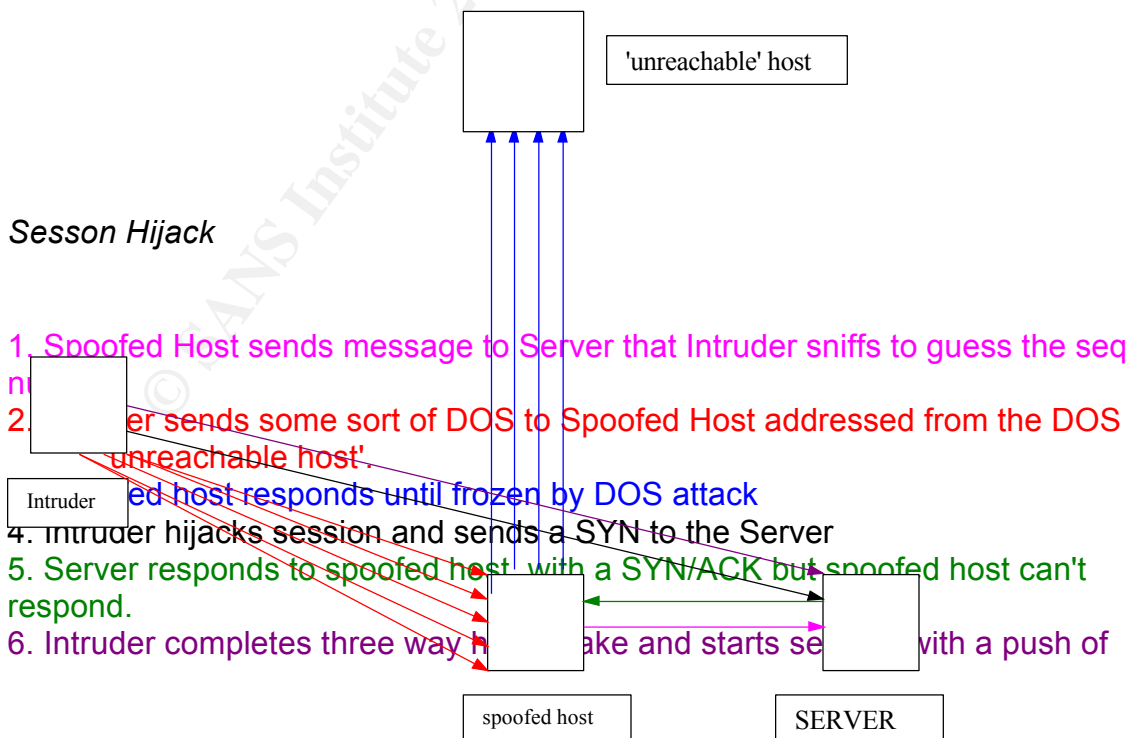 'unreachable' host
© SANS Institute 2
Sesson Hijack
1. Spoofed Host sends message to Server that Intruder sniffs to guess the seq
2. er sends some sort of DOS to Spoofed Host addressed from the DOS
'unreachable host'.
ed host responds until frozen by DOS attack
Intruder
4. Intruder hijacks session and sends a SYN to the Server
5. Server responds to spoofed host with a SYN/ACK but spoofed host can't
respond.
6. Intruder completes three way ake and starts with a push of
spoofed host
SERVER